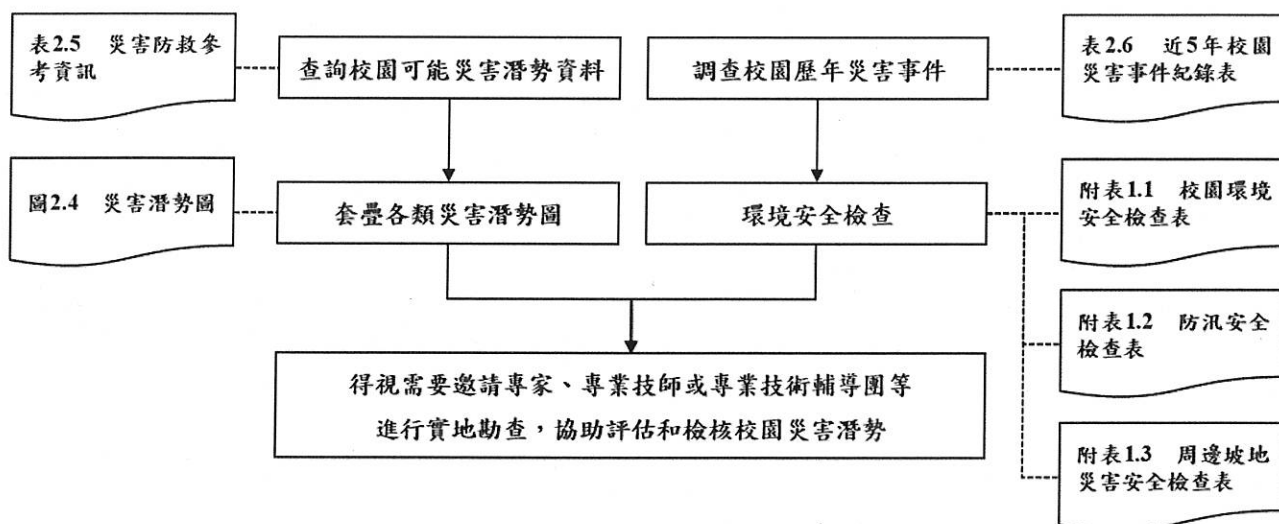 表2.5 災害防救參
考資訊
查詢校園可能災害潛勢資料
調查校園歷年災害事件
表2.6 近5年校園
災害事件紀錄表
圖2.4 災害潛勢圖
套疊各類災害潛勢圖
環境安全檢查
附表1.1 校園環境
安全檢查表
附表1.2 防汛安全
檢查表
得視需要邀請專家、專業技師或專業技術輔導團等
進行實地勘查，協助評估和檢核校園災害潛勢
附表1.3 周邊坡地
災害安全檢查表